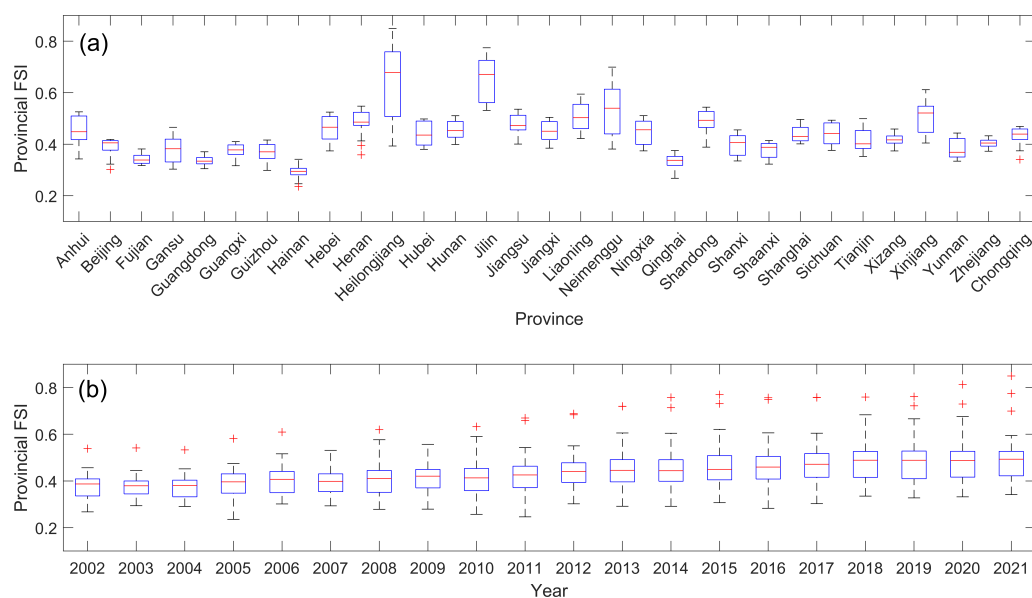 (a)
Provincial FSI
0.8
0.6
0.4
0.2
Anhui
Beijing
Fujian
Gansu
Guangdong
Guangxi
Guizhou
Hainan
Hebei
Henan
Heilongjiang
Hubei
Hunan
Jilin
Jiangsu
Jiangxi
Liaoning
Neimenggu
Ningxia
Qinghai
Shandong
Shanxi
Shaanxi
Shanghai
Sichuan
Tianjin
Xizang
Xinijang
Yunnan
Zhejiang
Chongqing
Province
(b)
Provincial FSI
0.8
0.6
0.4
0.2
2002 2003 2004 2005 2006 2007 2008 2009 2010 2011 2012 2013 2014 2015 2016 2017 2018 2019 2020 2021
Year